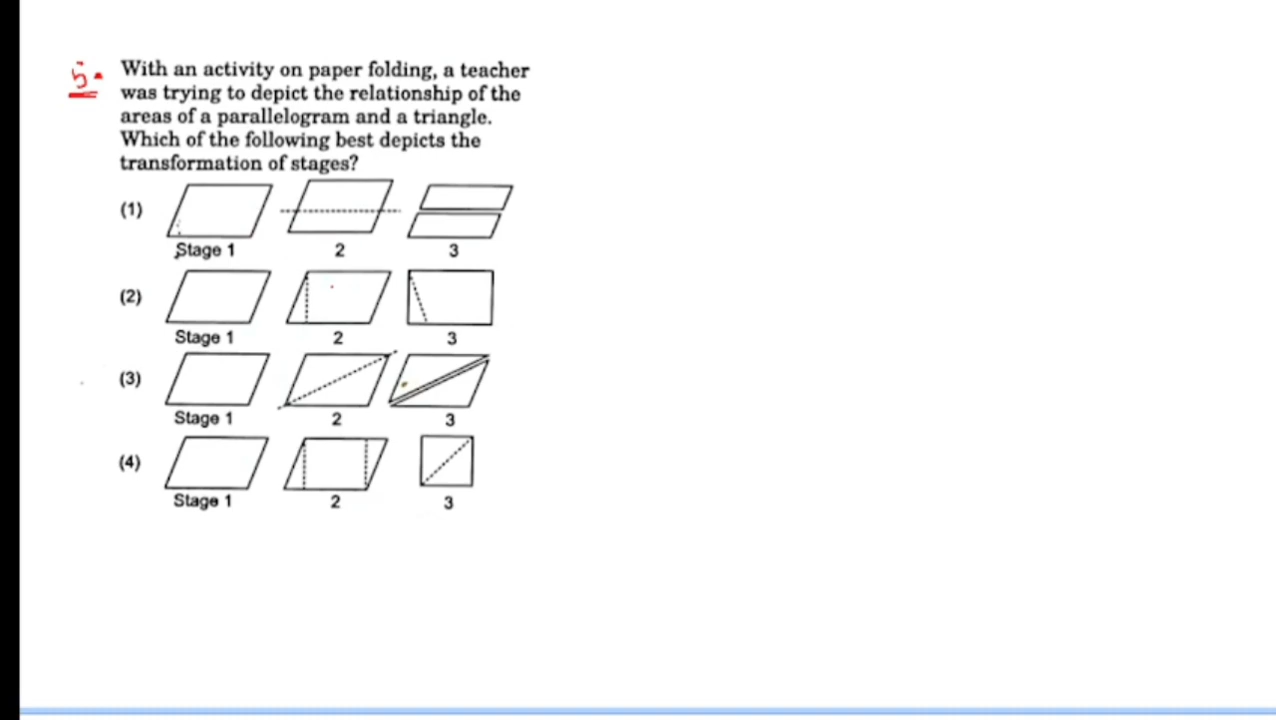 5. With an activity on paper folding, a teacher
was trying to depict the relationship of the
areas of a parallelogram and a triangle.
Which of the following best depicts the
transformation of stages?
(1)
Stage 1 2 3
(2)
Stage 1 2 3
(3)
Stage 1 2 3
(4)
Stage 1 2 3